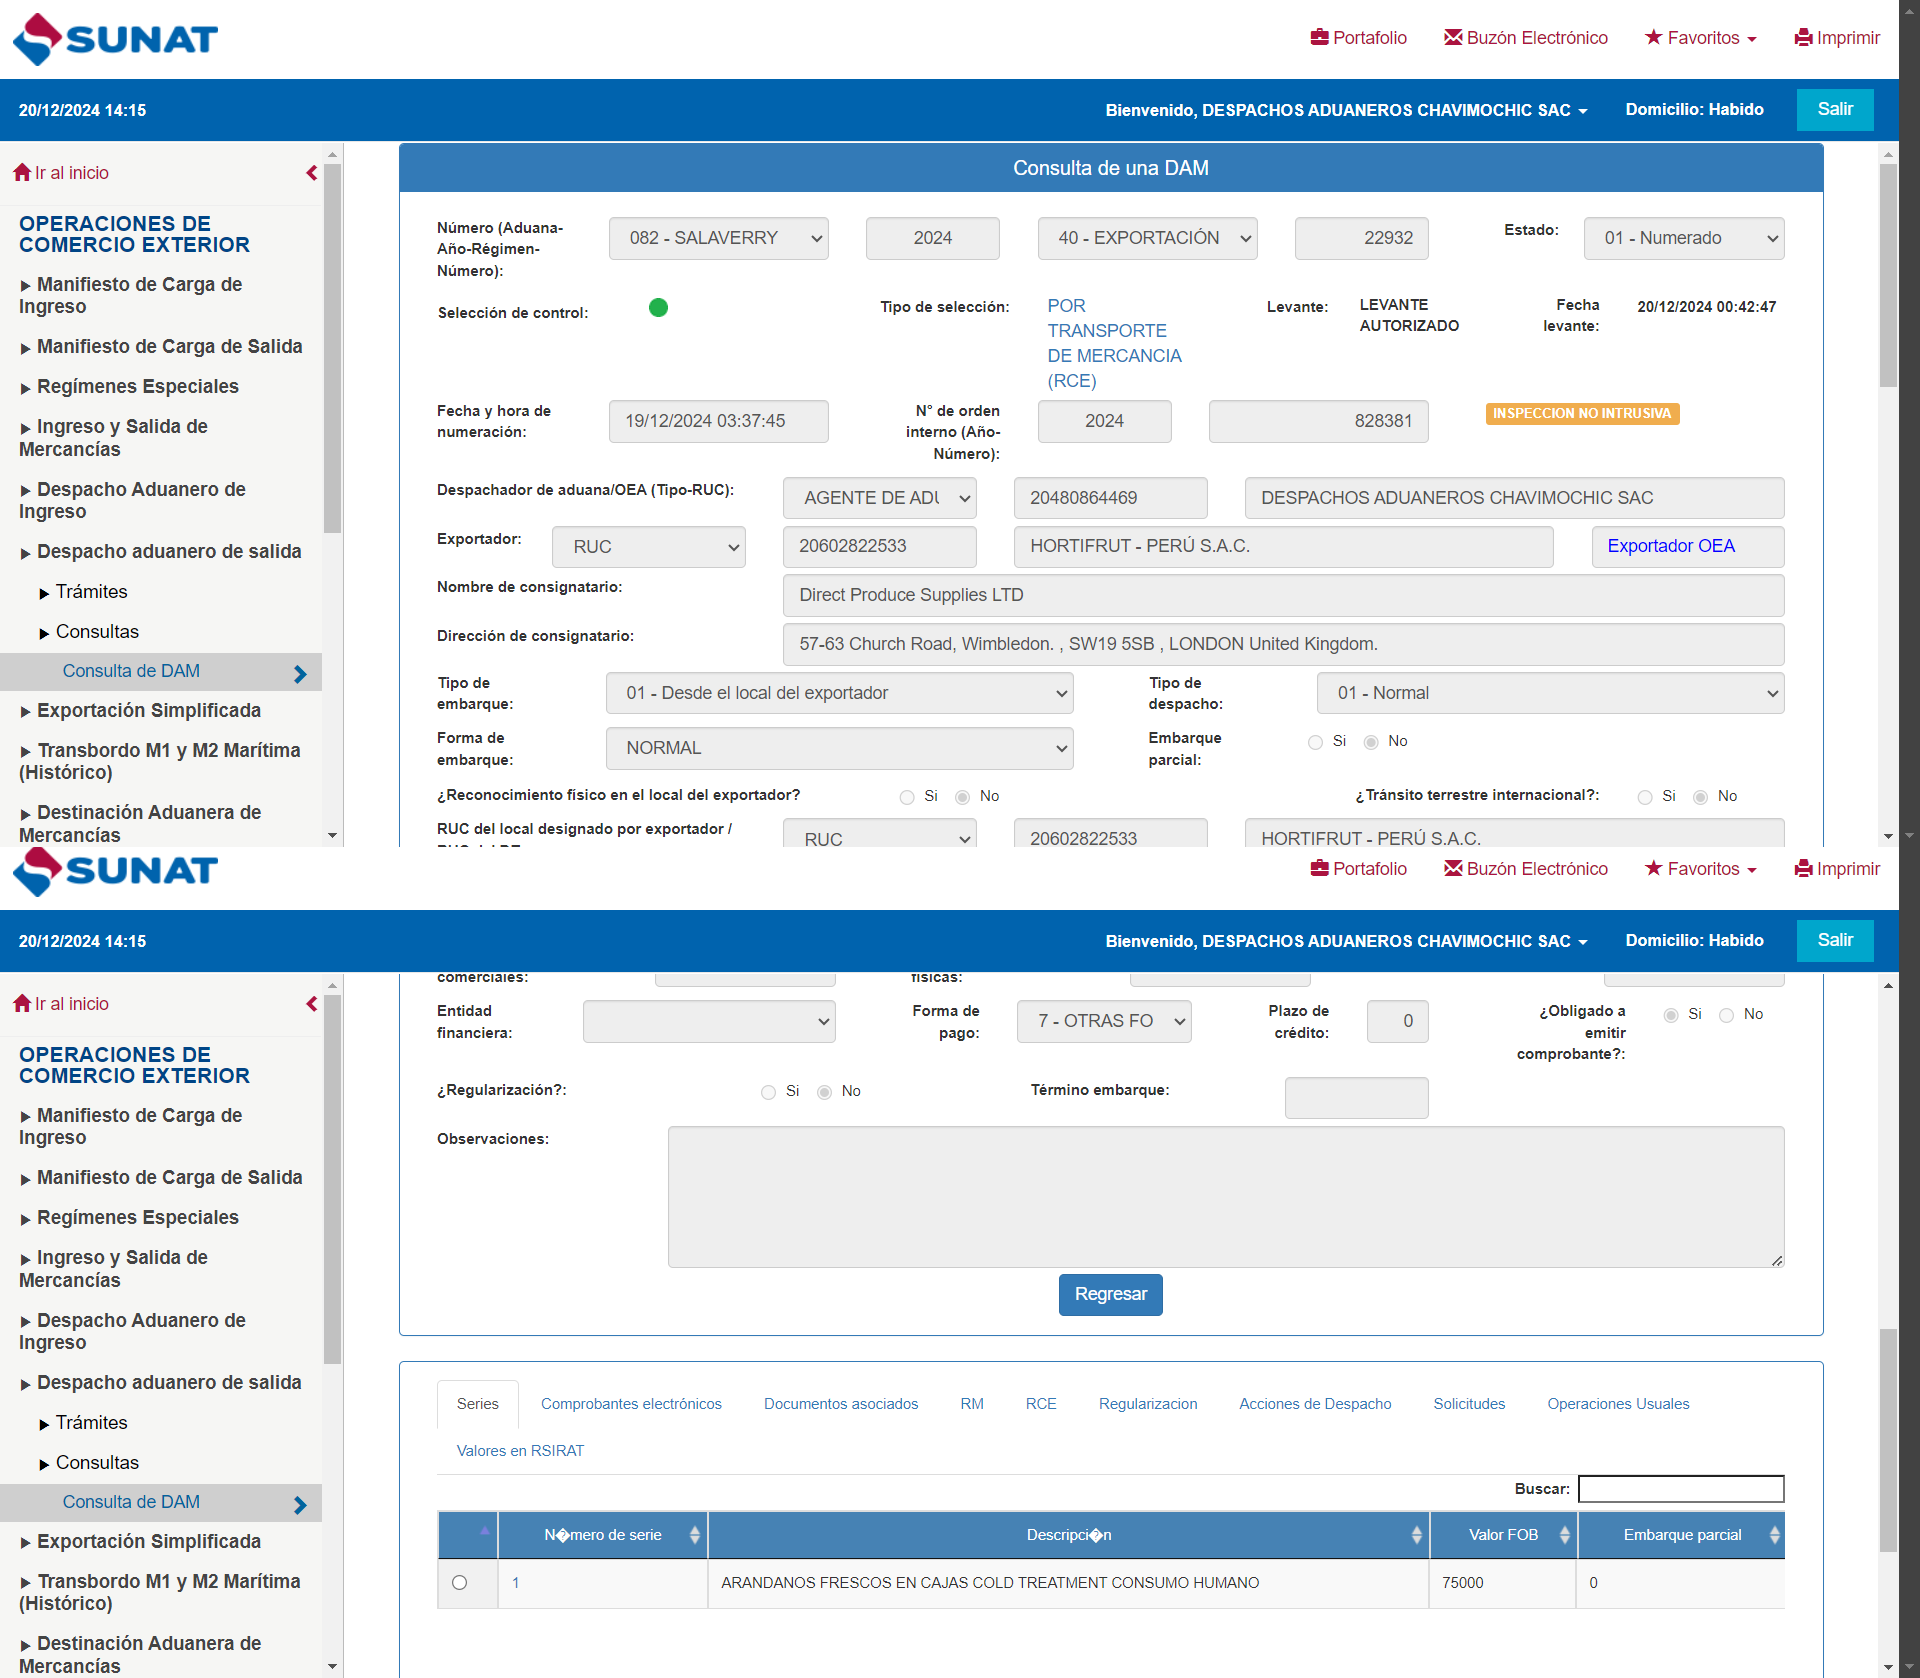 SUNAT
Portafolio Buzón Electrónico Favoritos Imprimir
20/12/2024 14:15 Bienvenido, DESPACHOS ADUANEROS CHAVIMOCHIC SAC Domicilio: Habido Salir
Ir al inicio
OPERACIONES DE
COMERCIO EXTERIOR
Manifiesto de Carga de
Ingreso
Manifiesto de Carga de Salida
Regímenes Especiales
Ingreso y Salida de
Mercancías
Despacho Aduanero de
Ingreso
Despacho aduanero de salida
Trámites
Consultas
Consulta de DAM
Exportación Simplificada
Transbordo M1 y M2 Marítima
(Histórico)
Destinación Aduanera de
Mercancías
Consulta de una DAM
Número (Aduana-
Año-Régimen-
Número):
082 - SALAVERRY 2024 40 - EXPORTACIÓN 22932 Estado: 01 - Numerado
Selección de control:
Tipo de selección: POR
TRANSPORTE
DE MERCANCIA
(RCE)
Levante: LEVANTE
AUTORIZADO
Fecha
levante:
20/12/2024 00:42:47
Fecha y hora de
numeración:
19/12/2024 03:37:45
N° de orden
interno (Año-
Número):
2024 828381 INSPECCION NO INTRUSIVA
Despachador de aduana/OEA (Tipo-RUC): AGENTE DE ADU 20480864469 DESPACHOS ADUANEROS CHAVIMOCHIC SAC
Exportador: RUC 20602822533 HORTIFRUT - PERÚ S.A.C. Exportador OEA
Nombre de consignatario: Direct Produce Supplies LTD
Dirección de consignatario: 57-63 Church Road, Wimbledon. , SW19 5SB , LONDON United Kingdom.
Tipo de
embarque:
01 - Desde el local del exportador
Tipo de
despacho:
01 - Normal
Forma de
embarque:
NORMAL
Embarque
parcial:
Si No
¿Reconocimiento físico en el local del exportador? Si No ¿Tránsito terrestre internacional?: Si No
RUC del local designado por exportador / RUC 20602822533 HORTIFRUT - PERÚ S.A.C.
SUNAT
Portafolio Buzón Electrónico Favoritos Imprimir
20/12/2024 14:15 Bienvenido, DESPACHOS ADUANEROS CHAVIMOCHIC SAC Domicilio: Habido Salir
Ir al inicio
OPERACIONES DE
COMERCIO EXTERIOR
Manifiesto de Carga de
Ingreso
Manifiesto de Carga de Salida
Regímenes Especiales
Ingreso y Salida de
Mercancías
Despacho Aduanero de
Ingreso
Despacho aduanero de salida
Trámites
Consultas
Consulta de DAM
Exportación Simplificada
Transbordo M1 y M2 Marítima
(Histórico)
Destinación Aduanera de
Mercancías
comerciales: físicas:
Entidad
financiera:
Forma de
pago:
7 - OTRAS FO
Plazo de
crédito:
0
¿Obligado a
emitir
comprobante?:
Si No
¿Regularización?: Si No Término embarque:
Observaciones:
Regresar
Series Comprobantes electrónicos Documentos asociados RM RCE Regularizacion Acciones de Despacho Solicitudes Operaciones Usuales
Valores en RSIRAT
Buscar:
N�mero de serie Descripci�n Valor FOB Embarque parcial
1 ARANDANOS FRESCOS EN CAJAS COLD TREATMENT CONSUMO HUMANO 75000 0